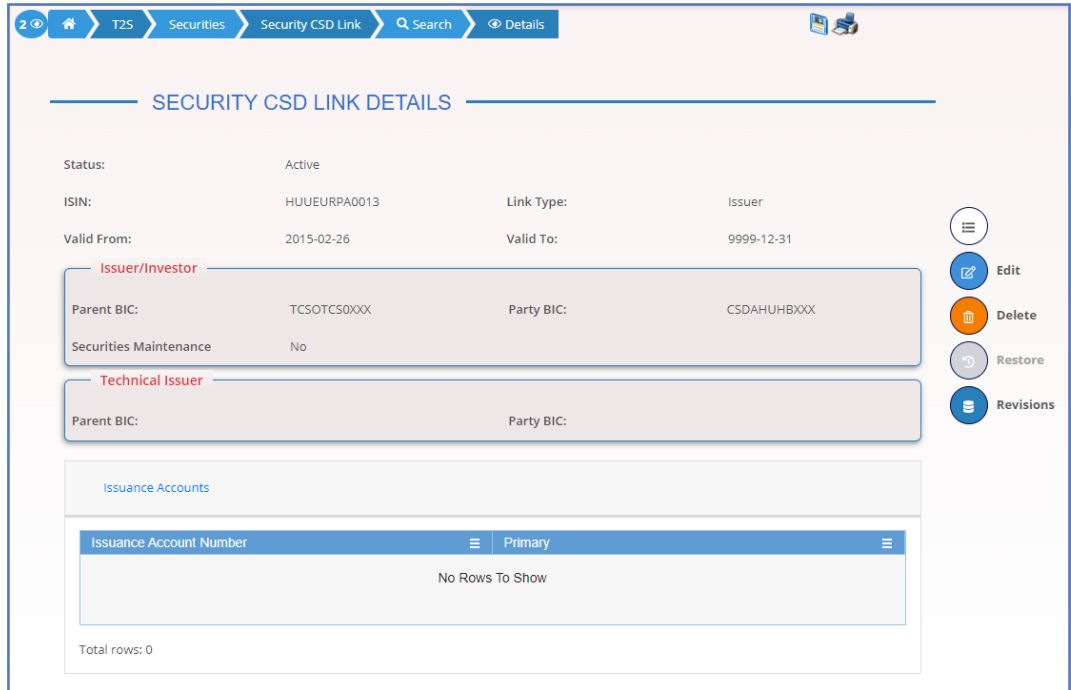 2 T2S Securities Security CSD Link Search Details
SECURITY CSD LINK DETAILS
Status: Active
ISIN: HUUEURPA0013 Link Type: Issuer
Valid From: 2015-02-26 Valid To: 9999-12-31
Issuer/Investor
Parent BIC: TCSOTCS0XXX Party BIC: CSDAHUHBXXX
Securities Maintenance No
Technical Issuer
Parent BIC: Party BIC:
Edit
Delete
Restore
Revisions
Issuance Accounts
Issuance Account Number Primary
No Rows To Show
Total rows: 0